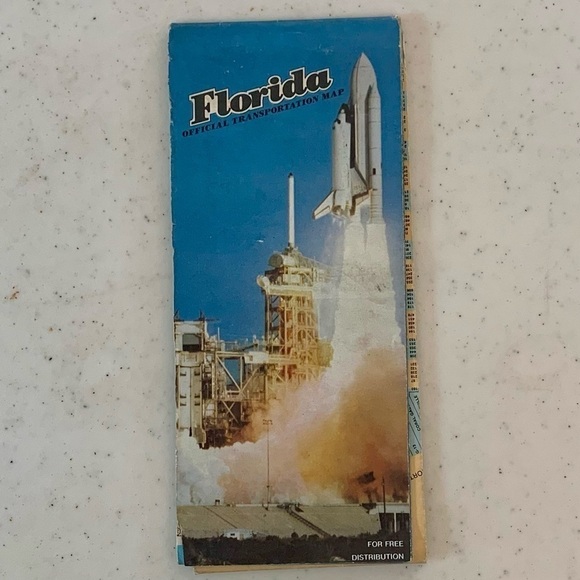 Florida
OFFICIAL TRANSPORTATION MAP
FOR FREE
DISTRIBUTION